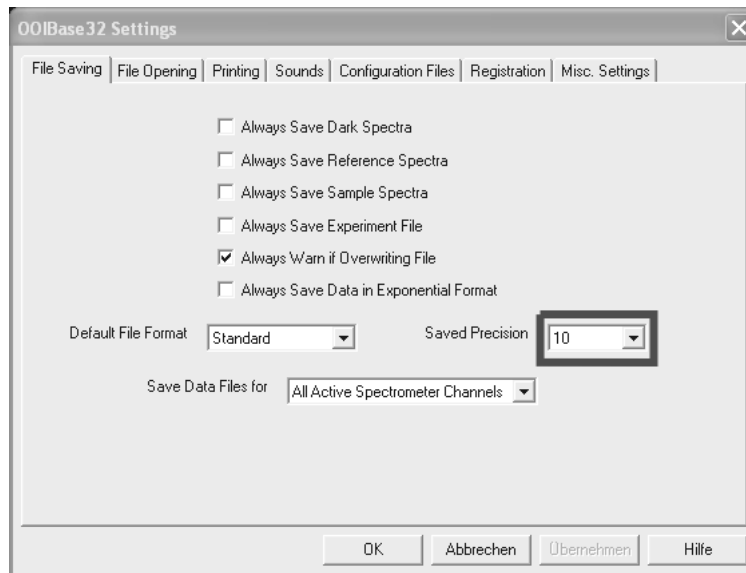 OOIBase32 Settings
File Saving File Opening Printing Sounds Configuration Files Registration Misc. Settings
Always Save Dark Spectra
Always Save Reference Spectra
Always Save Sample Spectra
Always Save Experiment File
Always Warn if Overwriting File
Always Save Data in Exponential Format
Default File Format Standard Saved Precision 10
Save Data Files for All Active Spectrometer Channels
OK Abbrechen Übernehmen Hilfe